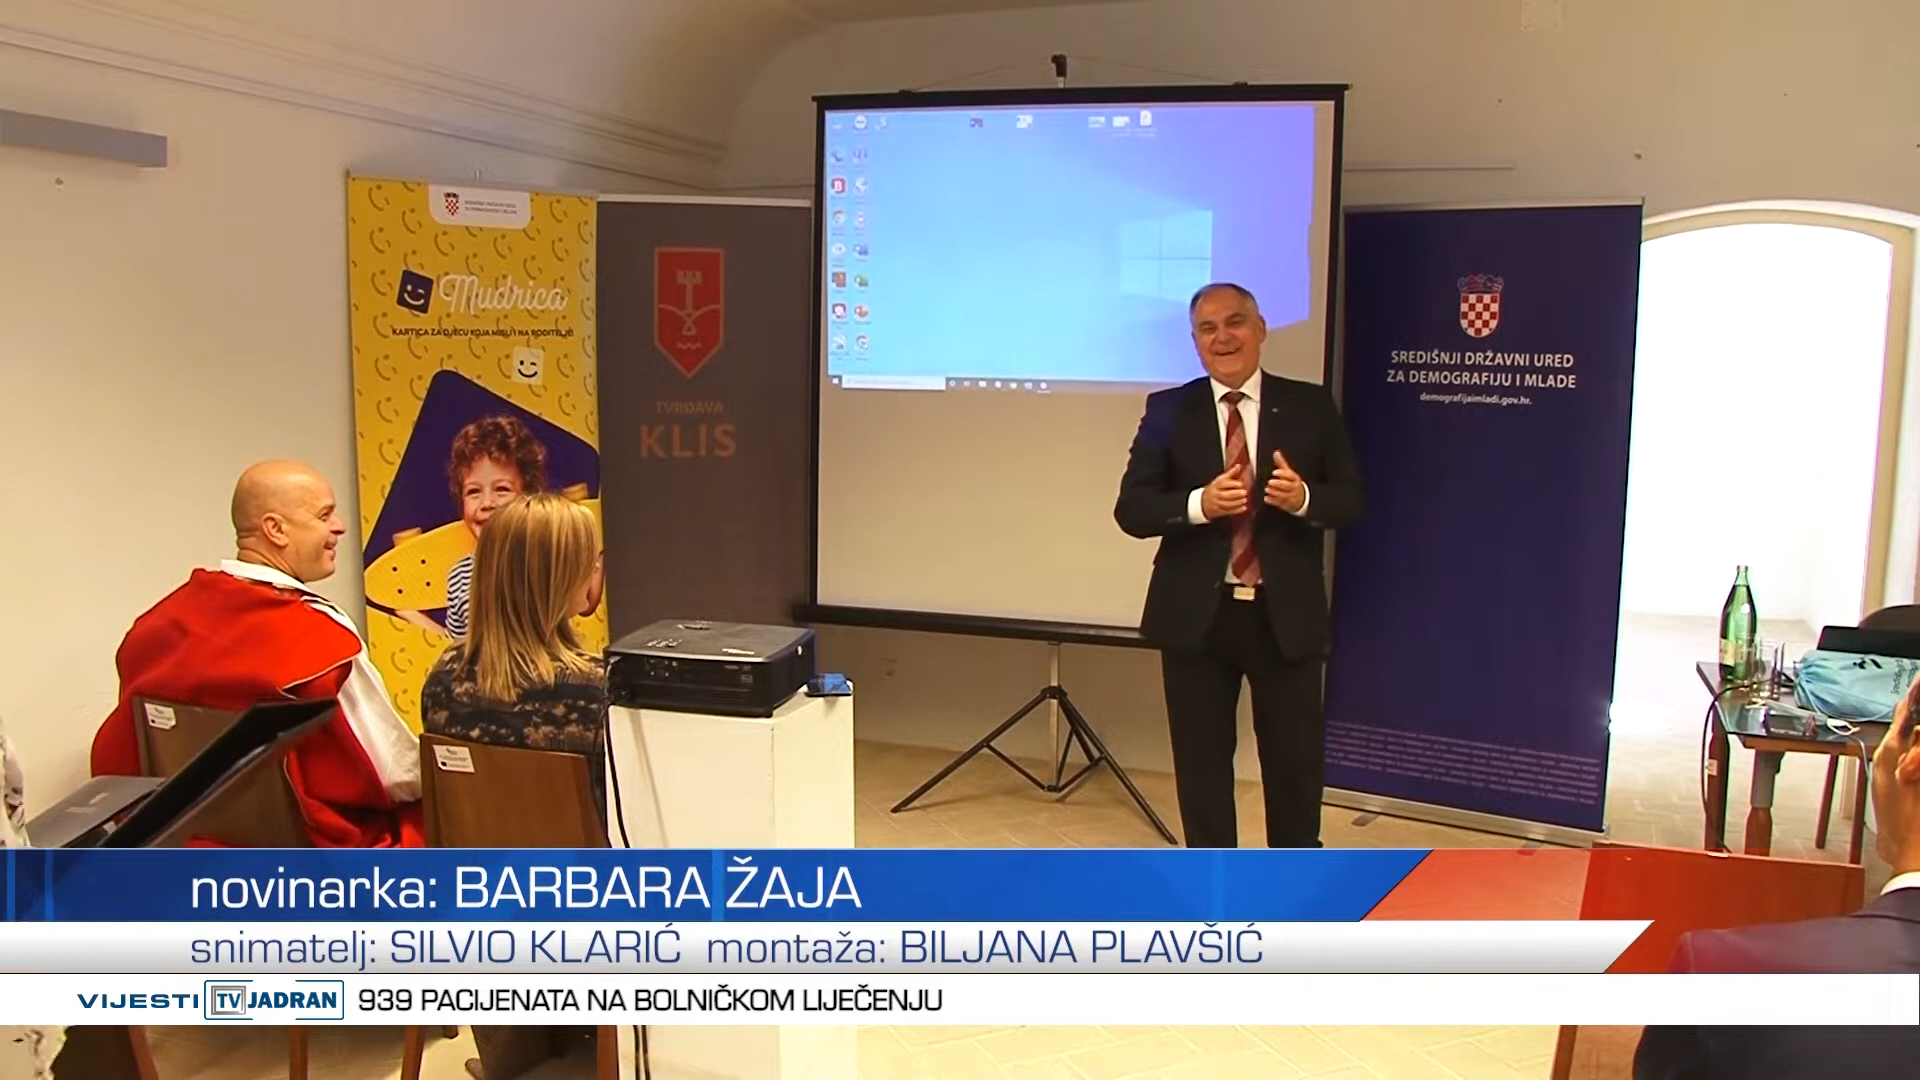 Mudrica
KARTICA ZA DJECU KOJA MISLI I NA RODITELJE
TVRĐAVA
KLIS
SREDIŠNJI DRŽAVNI URED
ZA DEMOGRAFIJU I MLADE
demografijaimladi.gov.hr.
novinarka: BARBARA ŽAJA
snimatelj: SILVIO KLARIĆ montaža: BILJANA PLAVŠIĆ
VIJESTI TV JADRAN 939 PACIJENATA NA BOLNIČKOM LIJEČENJU